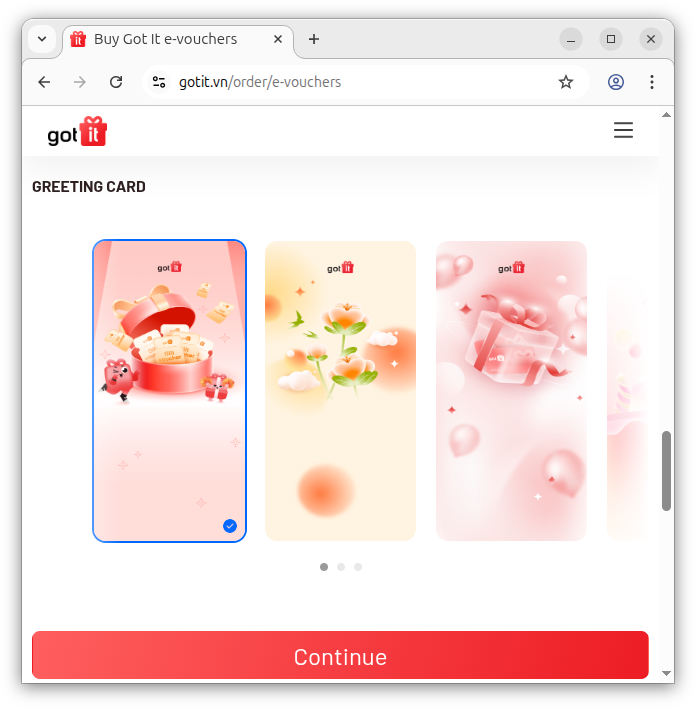 Buy Got It e-vouchers
gotit.vn/order/e-vouchers
got it
GREETING CARD
got it
got it
got it
Continue